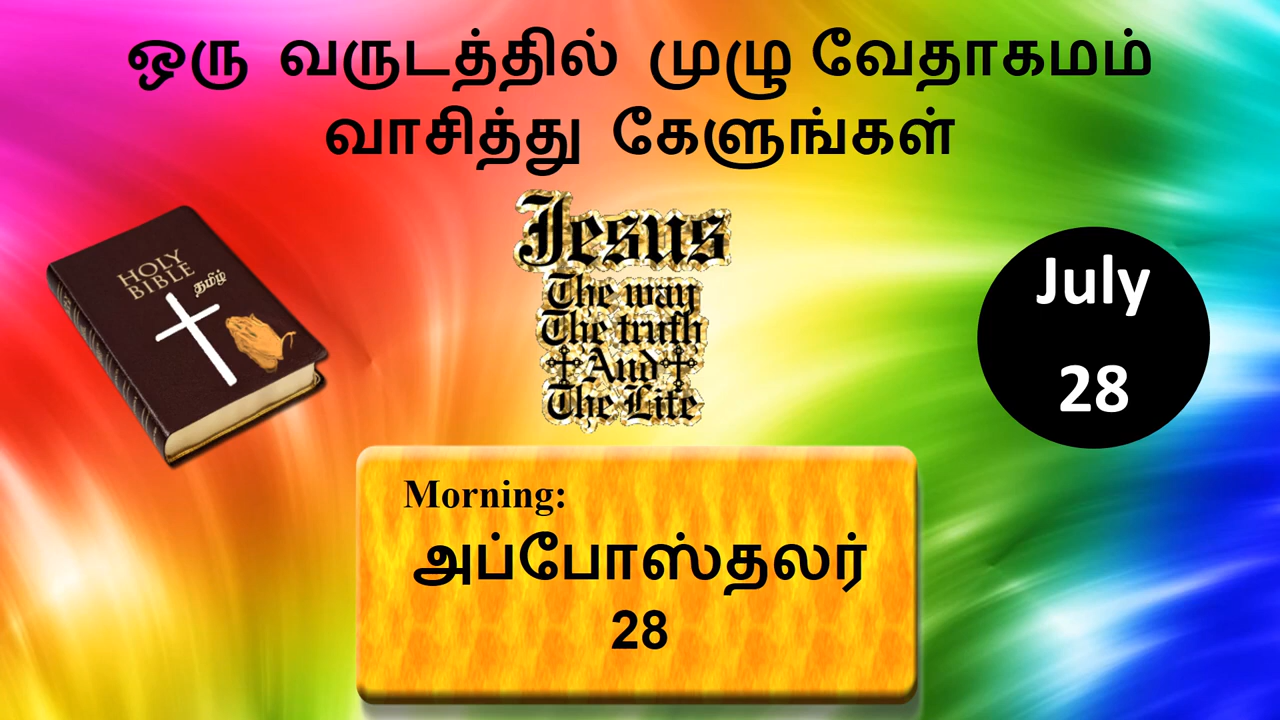 ஒரு வருடத்தில் முழு வேதாகமம்
வாசித்து கேளுங்கள்
HOLY
BIBLE
தமிழ்
Jesus
The way
The truth
And
The Life
July
28
Morning:
அப்போஸ்தலர்
28